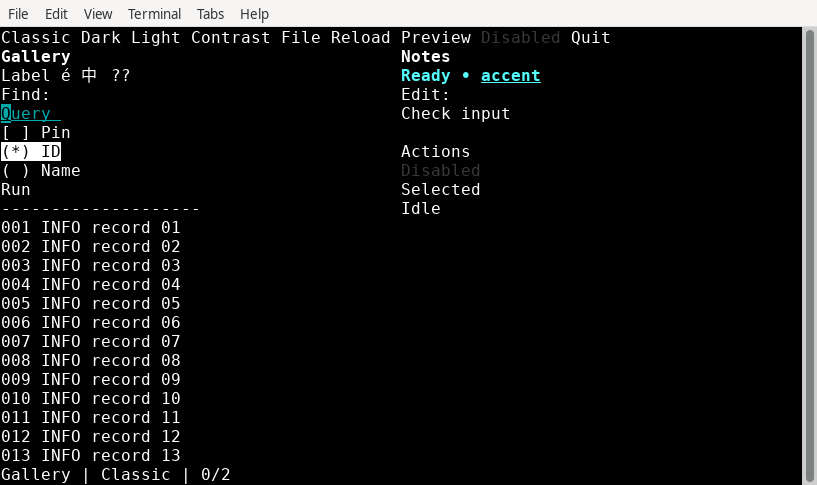 File Edit View Terminal Tabs Help
Classic Dark Light Contrast File Reload Preview Disabled Quit
Gallery Notes
Label é 中 ?? Ready • accent
Find: Edit:
Query Check input
[ ] Pin
(*) ID Actions
( ) Name Disabled
Run Selected
-------------------- Idle
001 INFO record 01
002 INFO record 02
003 INFO record 03
004 INFO record 04
005 INFO record 05
006 INFO record 06
007 INFO record 07
008 INFO record 08
009 INFO record 09
010 INFO record 10
011 INFO record 11
012 INFO record 12
013 INFO record 13
Gallery | Classic | 0/2